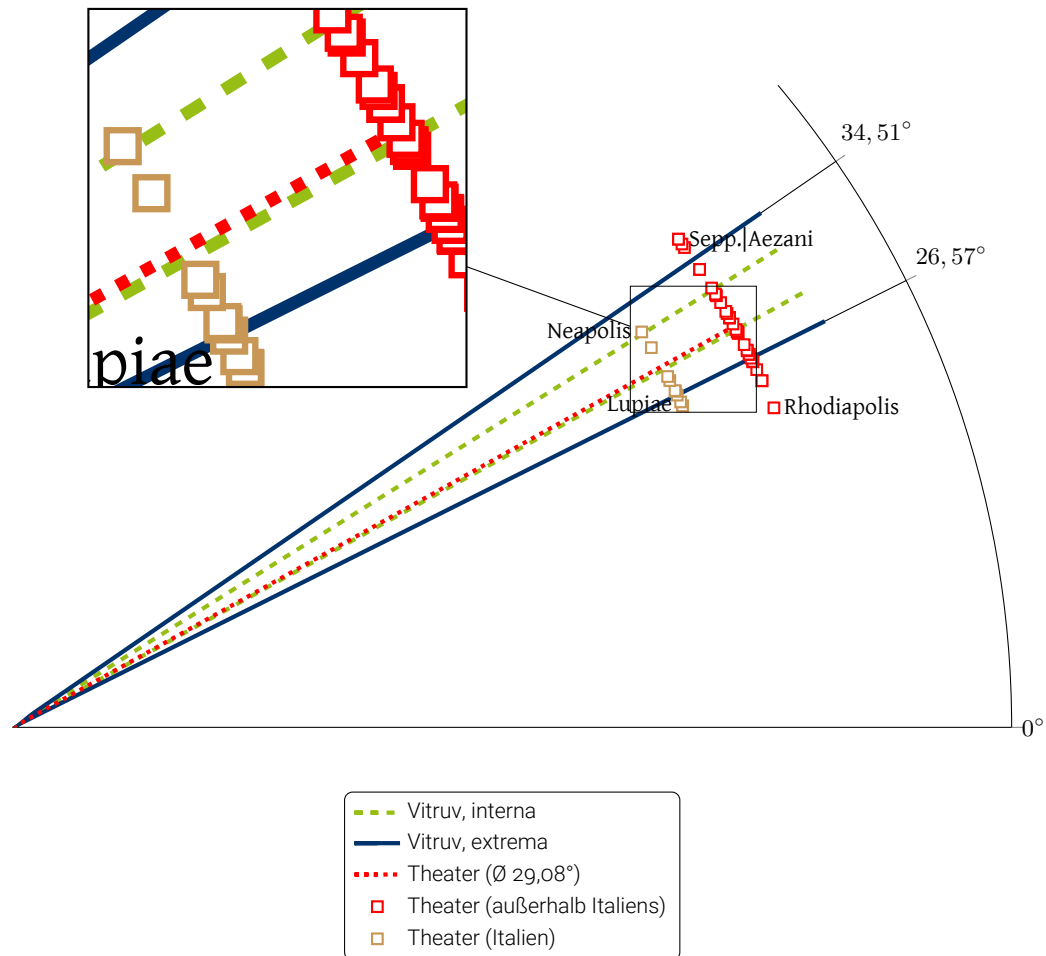 piae
34, 51°
26, 57°
Sepp.|Aezani
Neapolis
Lupiae
Rhodiapolis
0°
Vitruv, interna
Vitruv, extrema
Theater (Ø 29,08°)
Theater (außerhalb Italiens)
Theater (Italien)